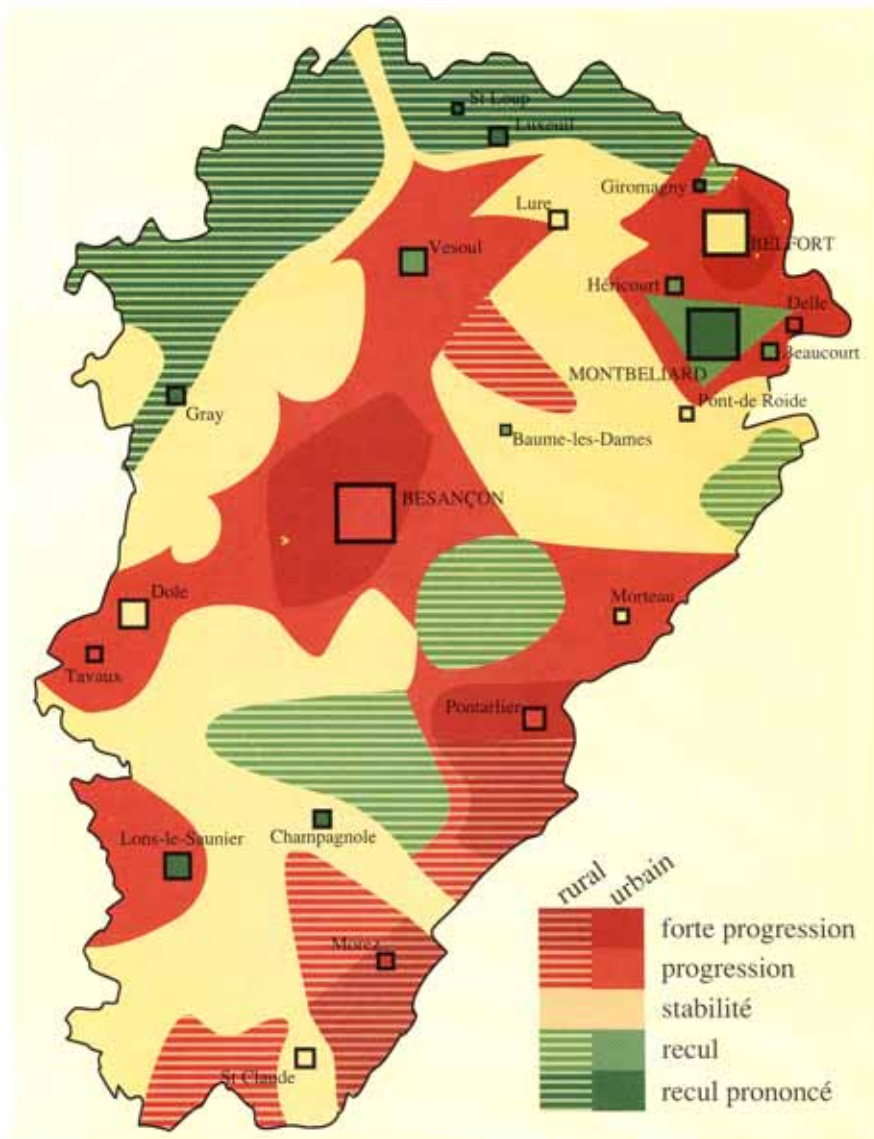 St Loup
Luxeuil
Giromagny
Lure
BELFORT
Vesoul
Héricourt
Delle
Beaucourt
MONTBELIARD
Pont-de Roide
Gray
Baume-les-Dames
BESANÇON
Dole
Morteau
Tavaux
Pontarlier
Lons-le-Saunier
Champagnole
Morez
St Claude
rural
urbain
forte progression
progression
stabilité
recul
recul prononcé